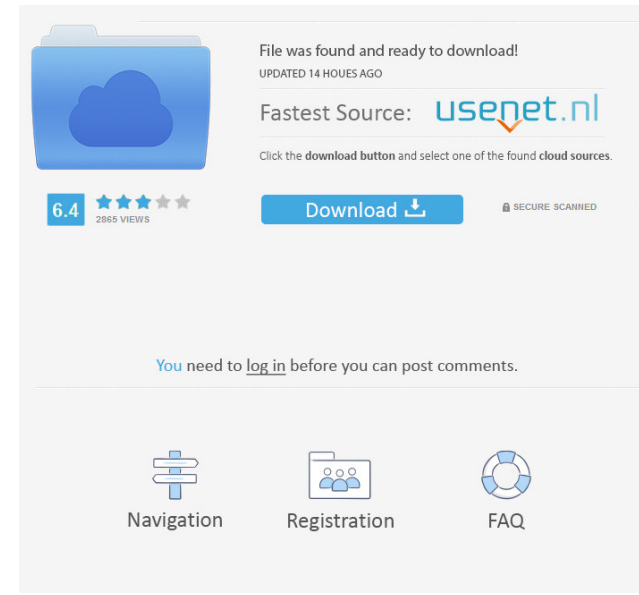 File was found and ready to download!
UPDATED 14 HOUES AGO
Fastest Source: usenet.nl
Click the download button and select one of the found cloud sources.
6.4
2865 VIEWS
Download
SECURE SCANNED
You need to log in before you can post comments.
Navigation
Registration
FAQ